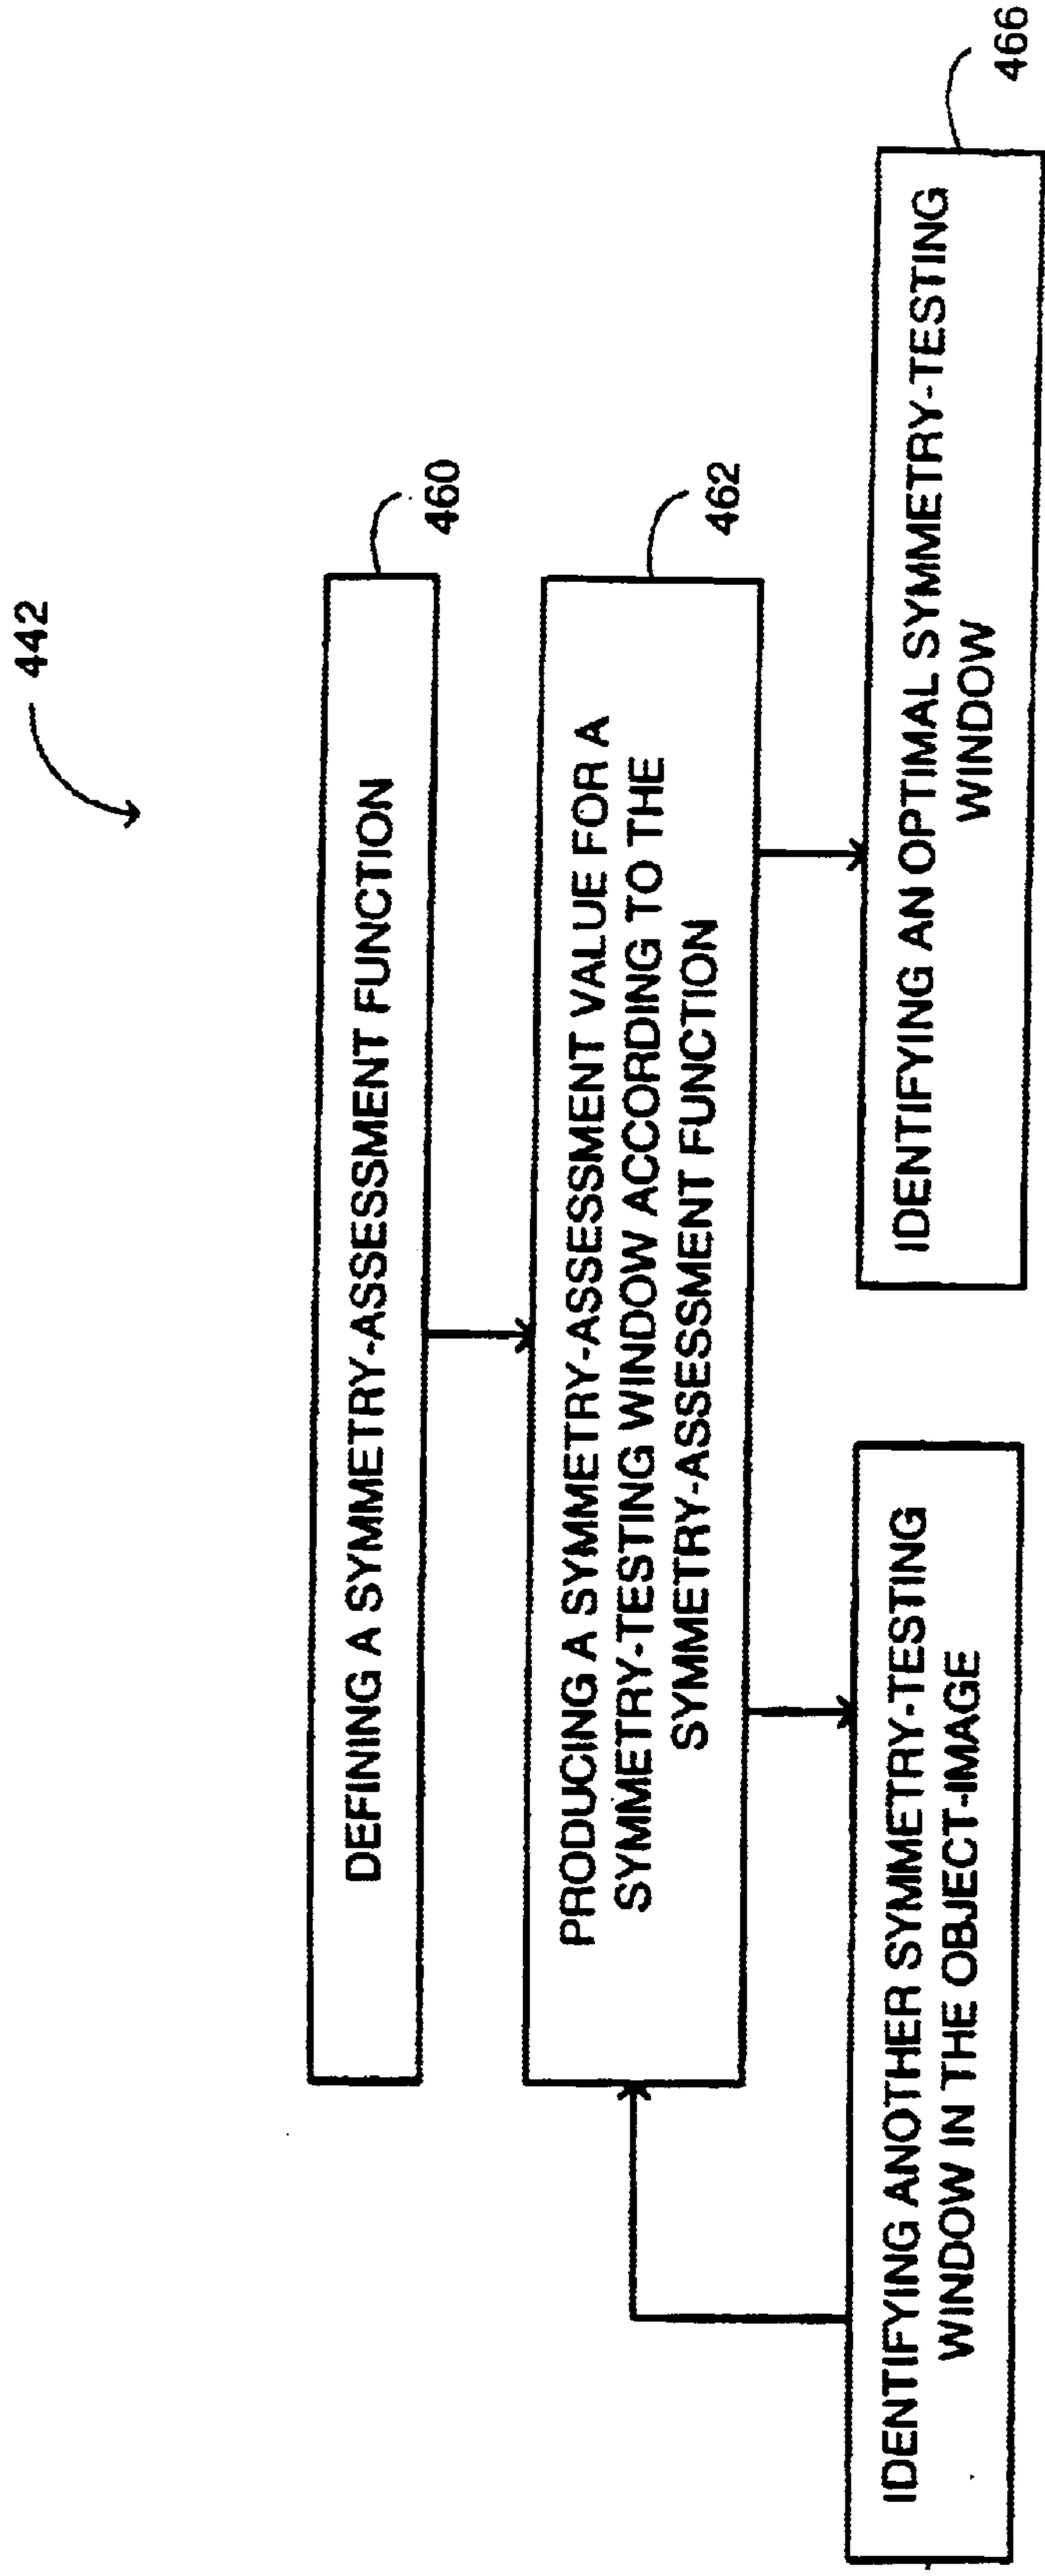 442
DEFINING A SYMMETRY-ASSESSMENT FUNCTION
460
PRODUCING A SYMMETRY-ASSESSMENT VALUE FOR A
SYMMETRY-TESTING WINDOW ACCORDING TO THE
SYMMETRY-ASSESSMENT FUNCTION
462
IDENTIFYING ANOTHER SYMMETRY-TESTING
WINDOW IN THE OBJECT-IMAGE
IDENTIFYING AN OPTIMAL SYMMETRY-TESTING
WINDOW
466